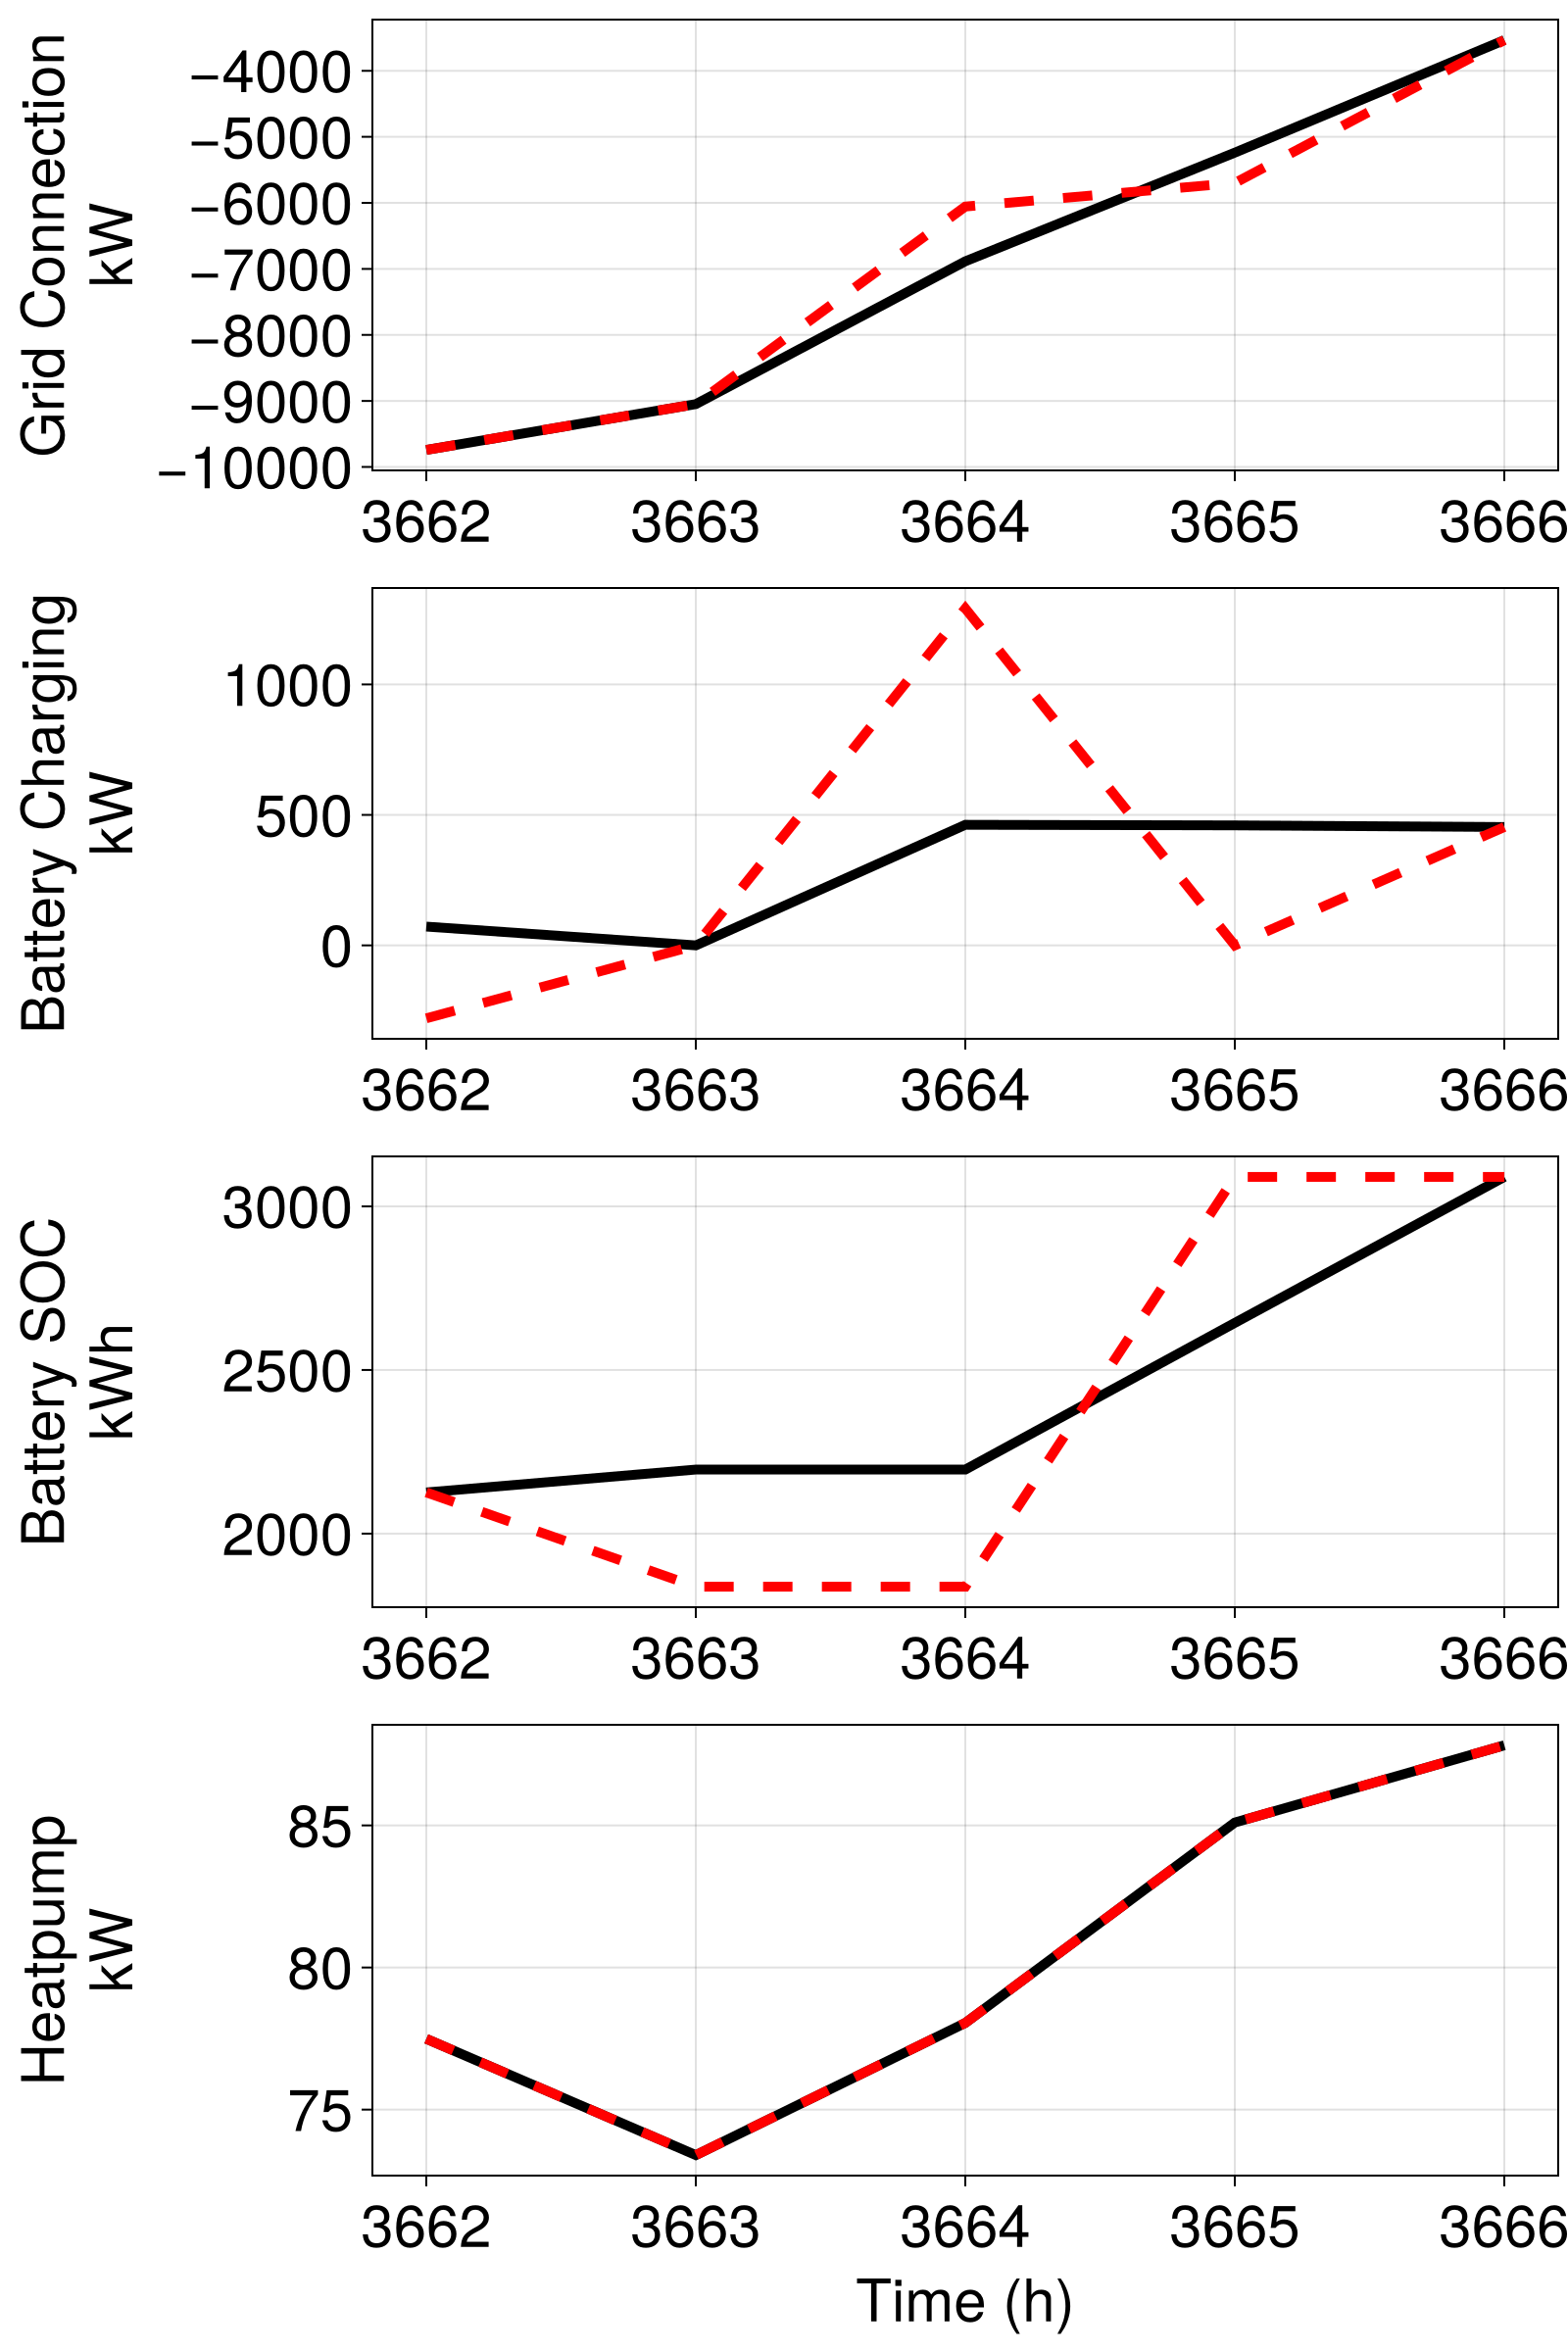 Grid Connection
kW
−4000
−5000
−6000
−7000
−8000
−9000
−10000
3662 3663 3664 3665 3666
Battery Charging
kW
1000
500
0
3662 3663 3664 3665 3666
Battery SOC
kWh
3000
2500
2000
3662 3663 3664 3665 3666
Heatpump
kW
85
80
75
3662 3663 3664 3665 3666
Time (h)